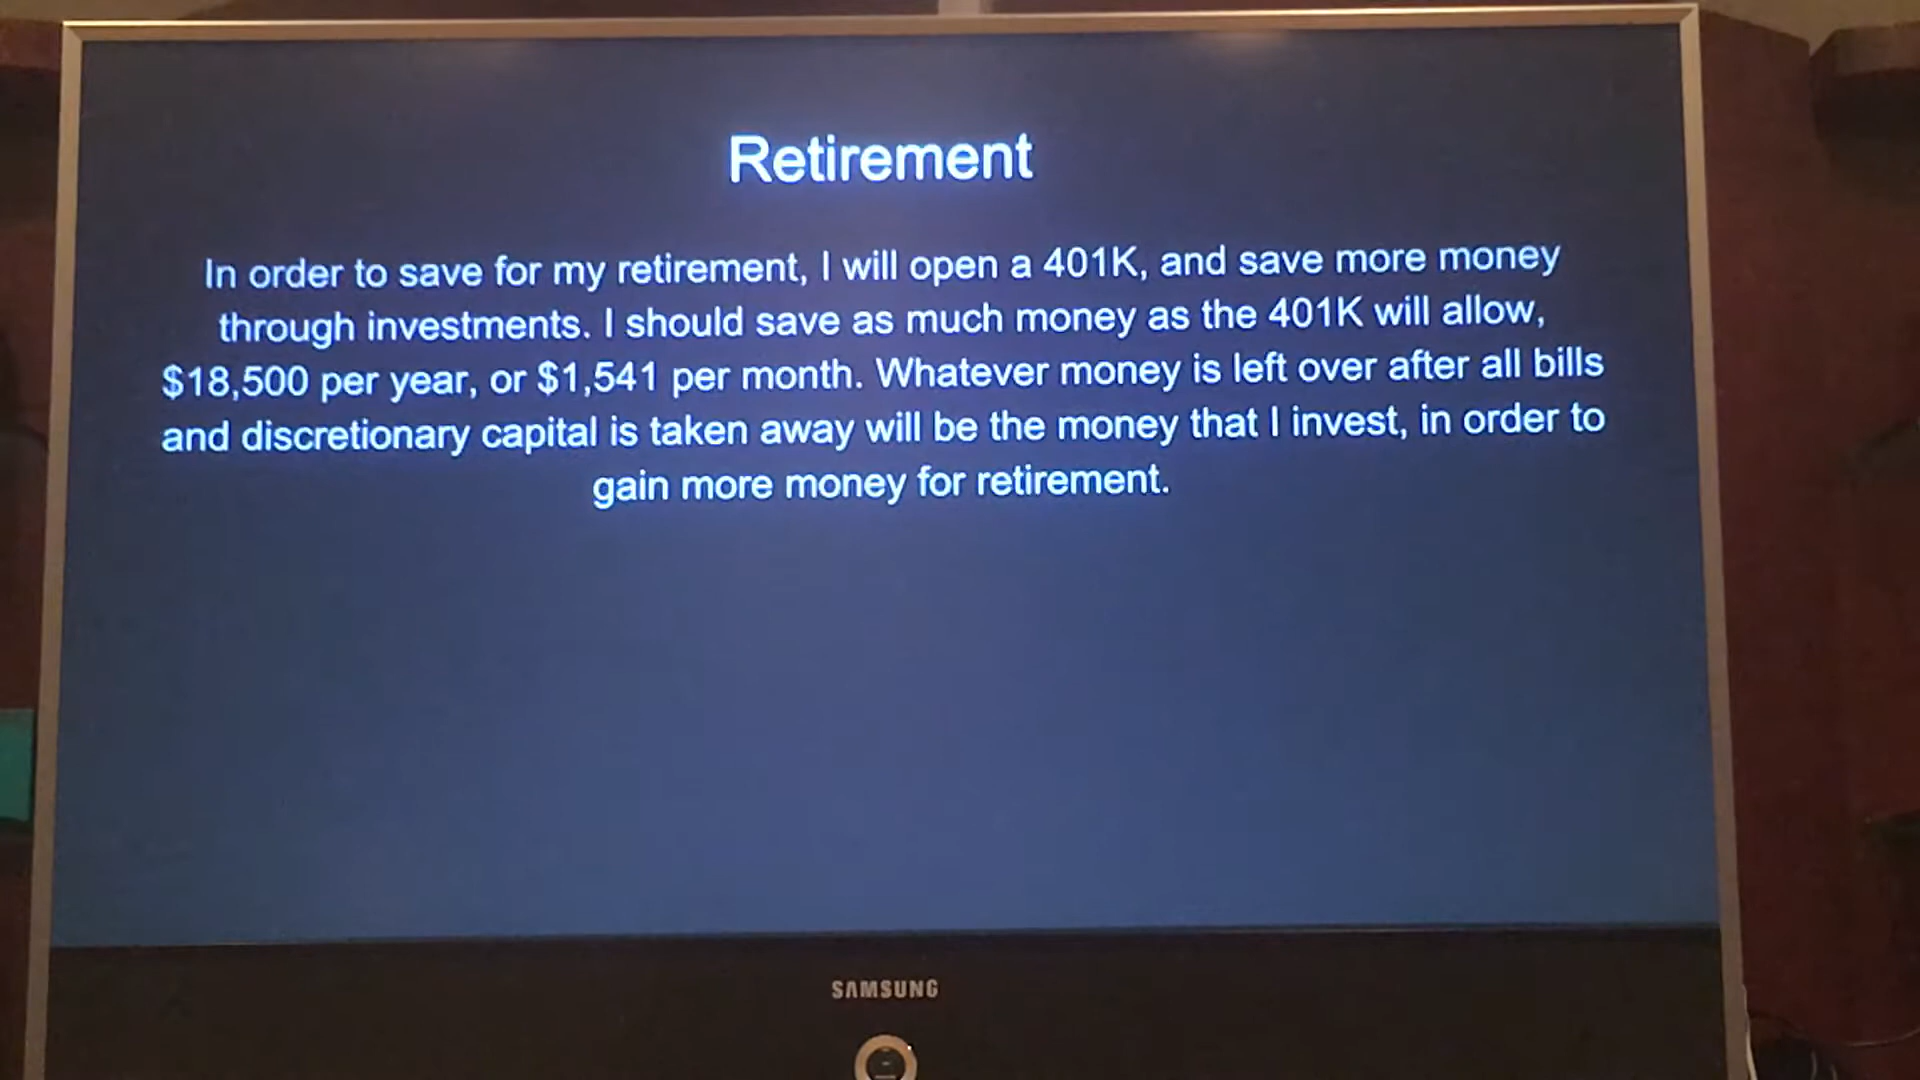 Retirement
In order to save for my retirement, I will open a 401K, and save more money
through investments. I should save as much money as the 401K will allow,
$18,500 per year, or $1,541 per month. Whatever money is left over after all bills
and discretionary capital is taken away will be the money that I invest, in order to
gain more money for retirement.
SAMSUNG